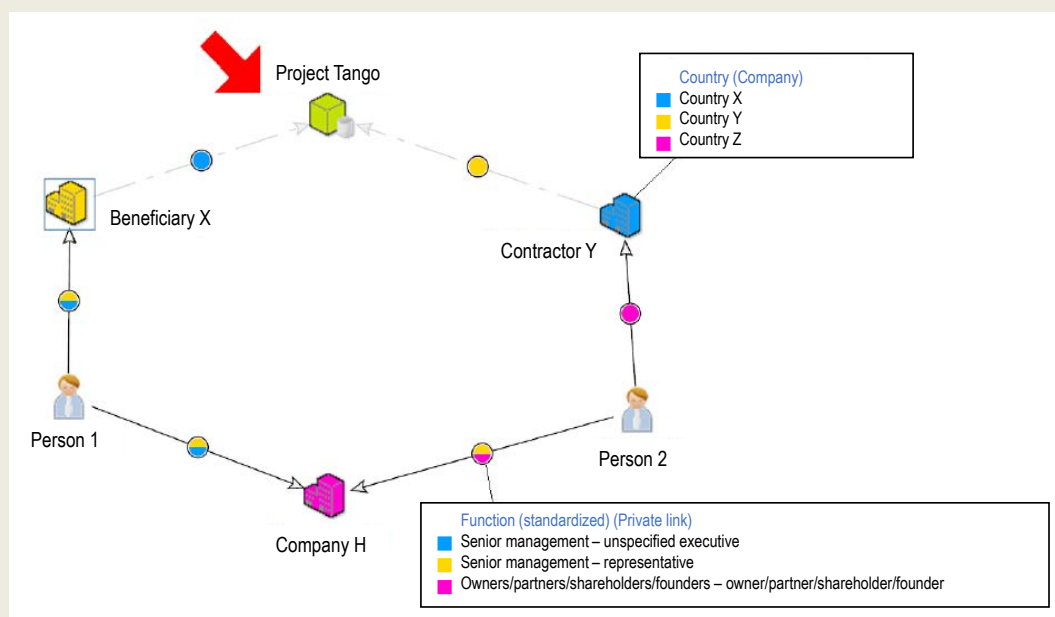 Project Tango
Country (Company)
Country X
Country Y
Country Z
Beneficiary X
Contractor Y
Person 1
Person 2
Company H
Function (standardized) (Private link)
Senior management – unspecified executive
Senior management – representative
Owners/partners/shareholders/founders – owner/partner/shareholder/founder